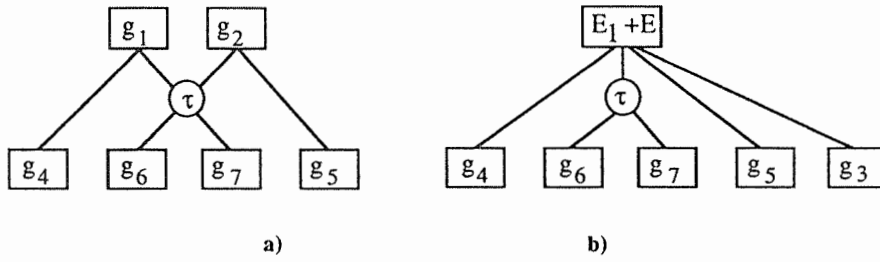 g₁ g₂ E₁ + E
τ τ
g₄ g₆ g₇ g₅ g₄ g₆ g₇ g₅ g₃
a) b)